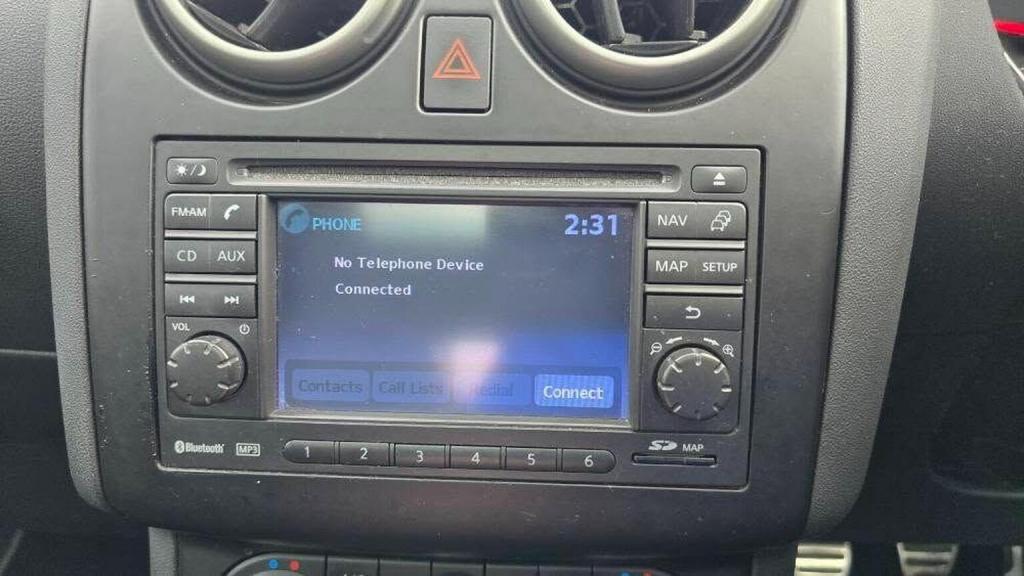 FM·AM
CD AUX
VOL
PHONE 2:31
No Telephone Device
Connected
Contacts Call Lists Redial Connect
NAV
MAP SETUP
Bluetooth MP3 1 2 3 4 5 6 SD MAP